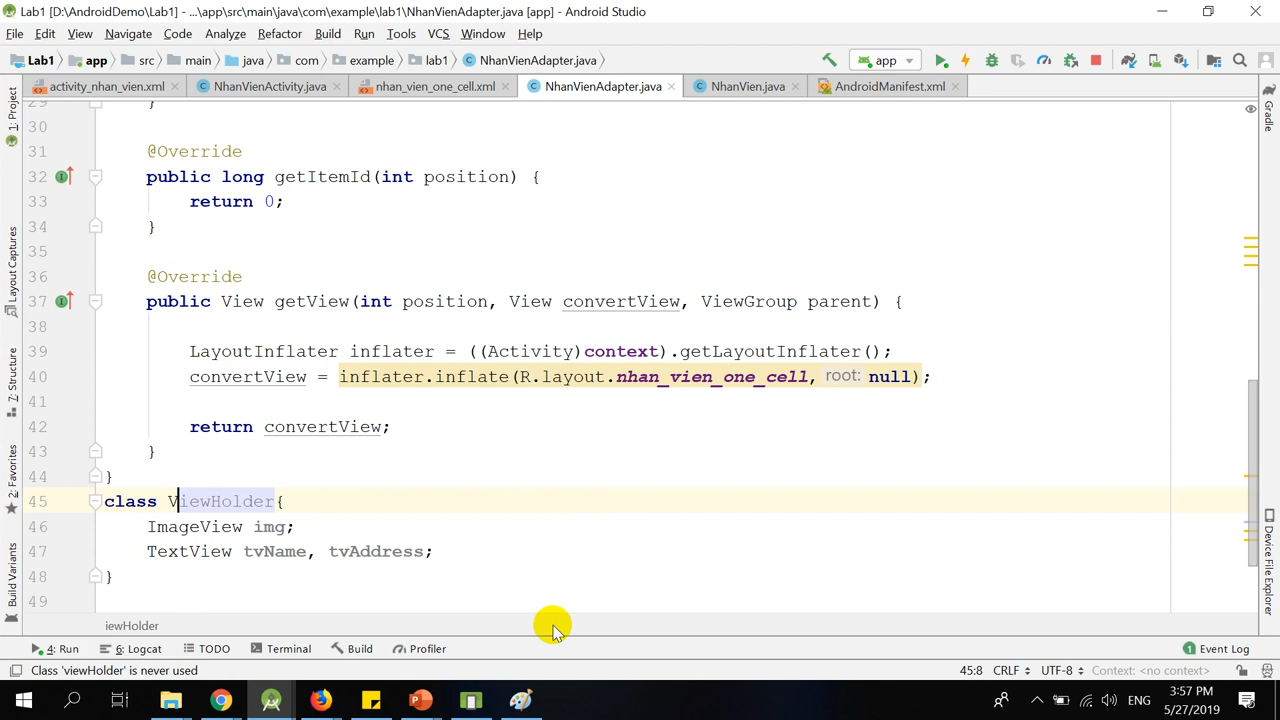 Lab1 [D:\AndroidDemo\Lab1] - ...\app\src\main\java\com\example\lab1\NhanVienAdapter.java [app] - Android Studio
File Edit View Navigate Code Analyze Refactor Build Run Tools VCS Window Help
Lab1 app src main java com example lab1 NhanVienAdapter.java app
activity_nhan_vien.xml NhanVienActivity.java nhan_vien_one_cell.xml NhanVienAdapter.java NhanVien.java AndroidManifest.xml
1: Project
Layout Captures
7: Structure
2: Favorites
Build Variants
29 }
30
31 @Override
32 public long getItemId(int position) {
33 return 0;
34 }
35
36 @Override
37 public View getView(int position, View convertView, ViewGroup parent) {
38
39 LayoutInflater inflater = ((Activity)context).getLayoutInflater();
40 convertView = inflater.inflate(R.layout.nhan_vien_one_cell, root: null);
41
42 return convertView;
43 }
44 }
45 class ViewHolder{
46 ImageView img;
47 TextView tvName, tvAddress;
48 }
49
Gradle
Device File Explorer
iewHolder
4: Run 6: Logcat TODO Terminal Build Profiler 1 Event Log
Class 'viewHolder' is never used 45:8 CRLF UTF-8 Context: <no context>
ENG 3:57 PM
5/27/2019